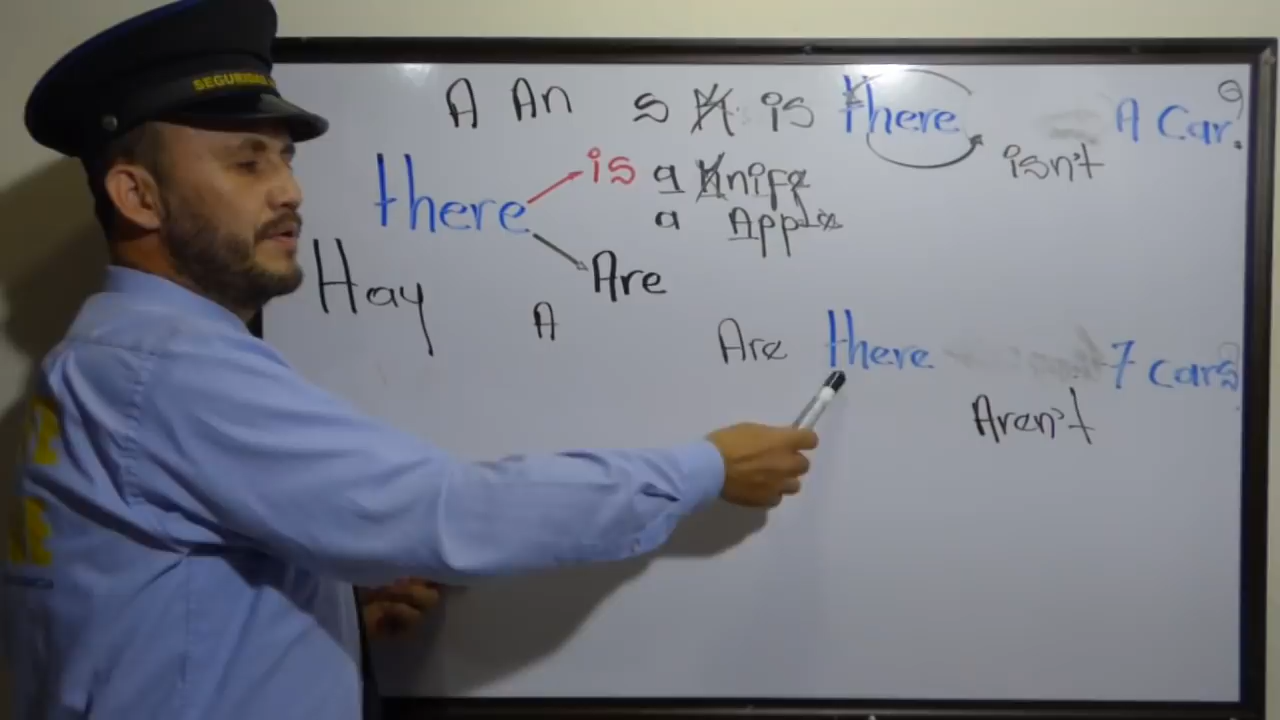 SEGURIDAD
A An s K is there A Car.
isn't
there is a Knife
a Apple
Hay Are
A
Are there 7 cars
Aren't